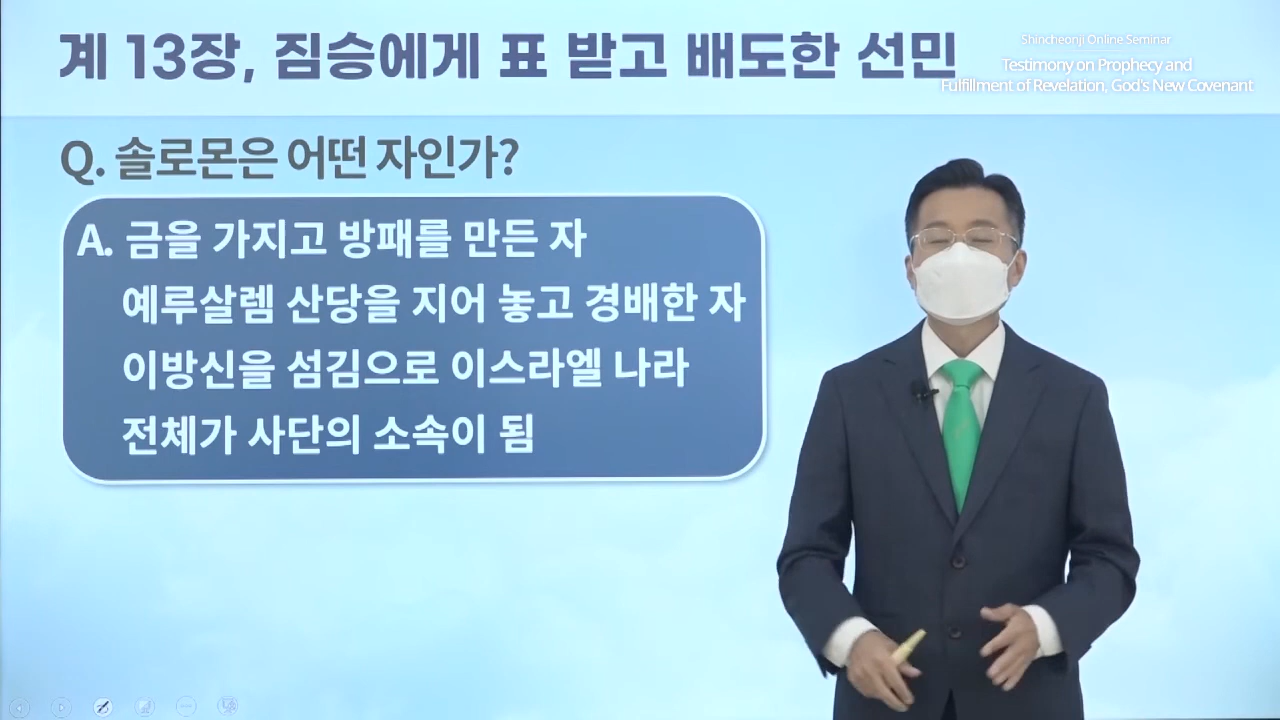 계 13장, 짐승에게 표 받고 배도한 선민
Shincheonji Online Seminar
Testimony on Prophecy and
Fulfillment of Revelation, God's New Covenant
Q. 솔로몬은 어떤 자인가?
A. 금을 가지고 방패를 만든 자
예루살렘 산당을 지어 놓고 경배한 자
이방신을 섬김으로 이스라엘 나라
전체가 사단의 소속이 됨